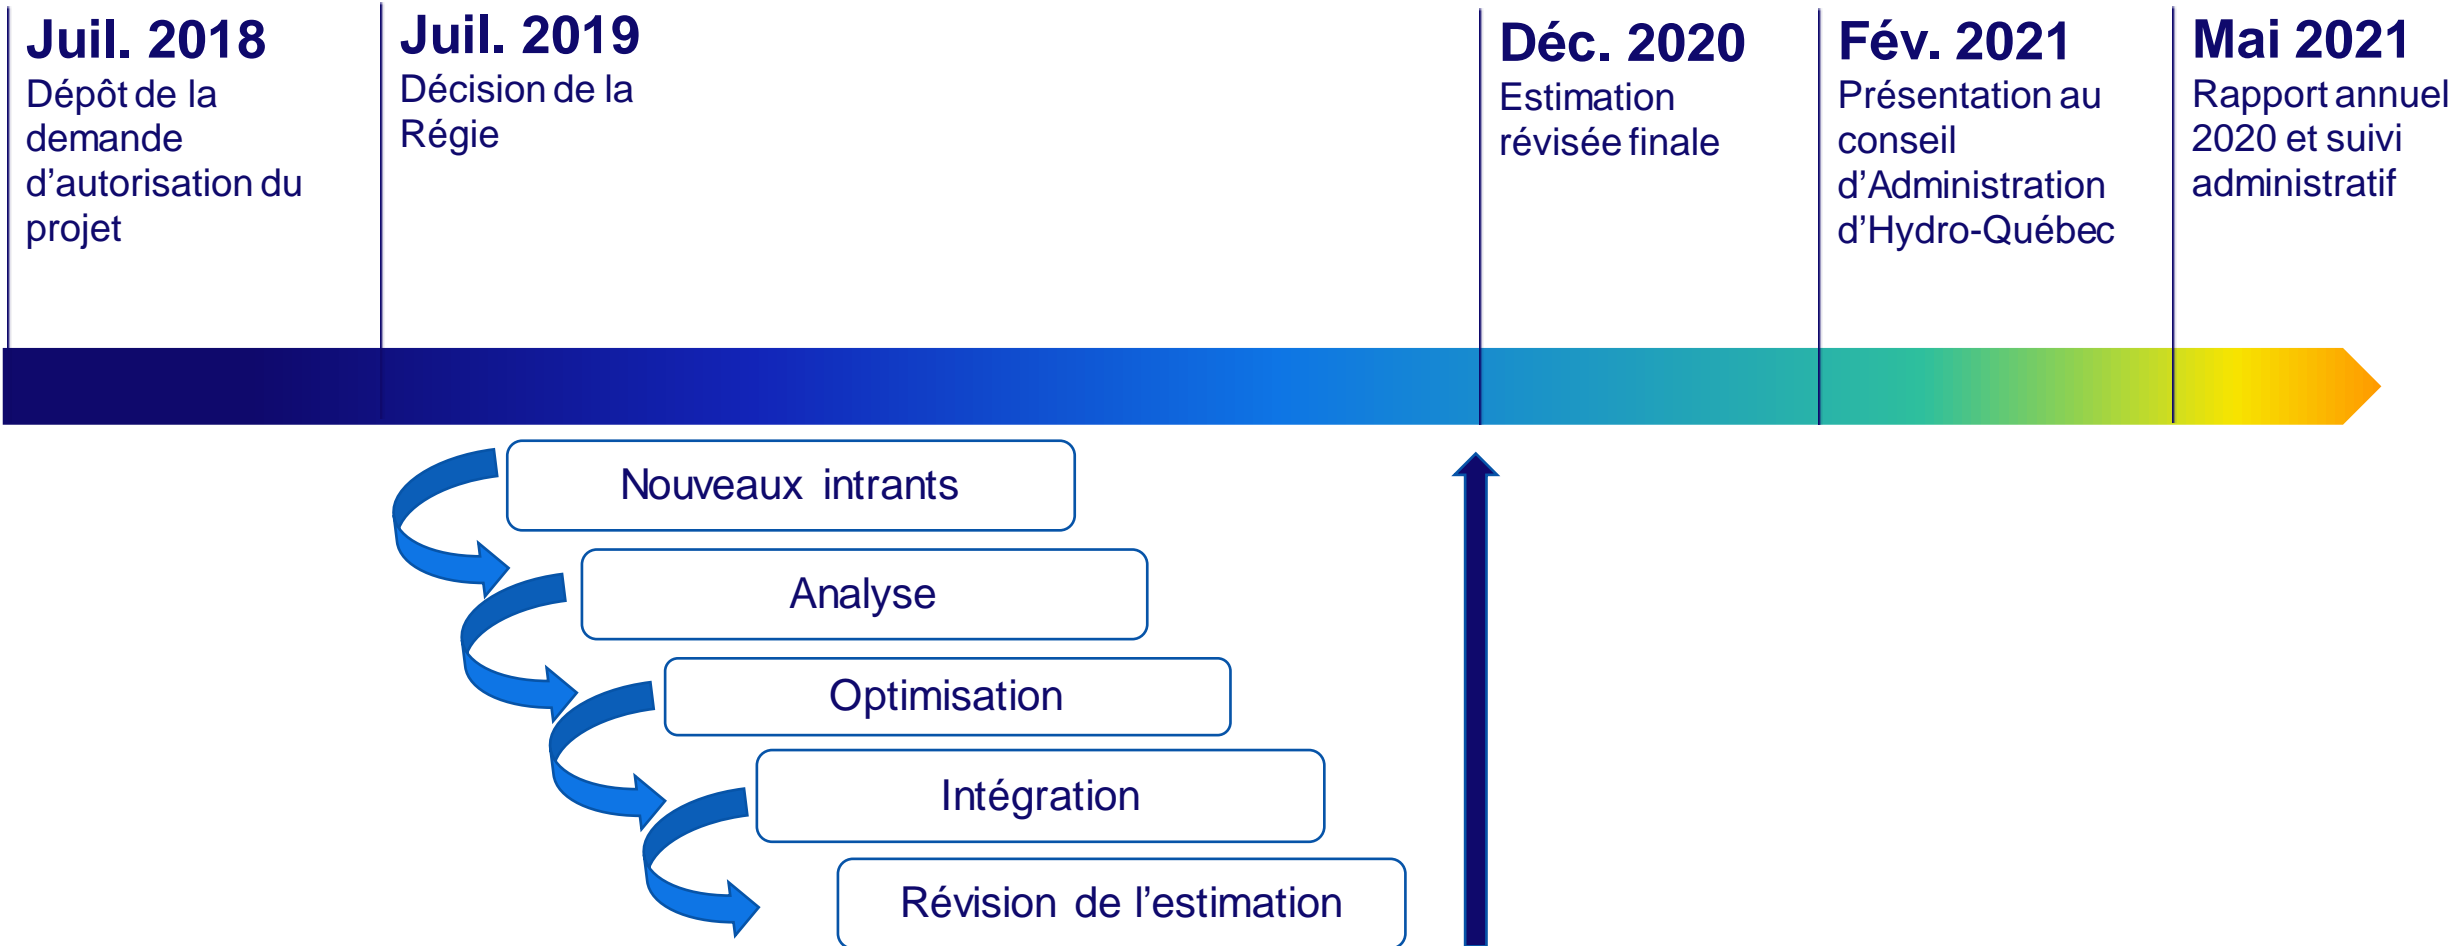 Juil. 2018
Dépôt de la
demande
d'autorisation du
projet
Juil. 2019
Décision de la
Régie
Déc. 2020
Estimation
révisée finale
Fév. 2021
Présentation au
conseil
d'Administration
d'Hydro-Québec
Mai 2021
Rapport annuel
2020 et suivi
administratif
Nouveaux intrants
Analyse
Optimisation
Intégration
Révision de l'estimation